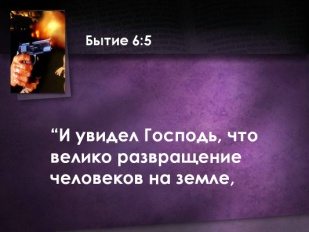 Бытие 6:5
“И увидел Господь, что
велико развращение
человеков на земле,